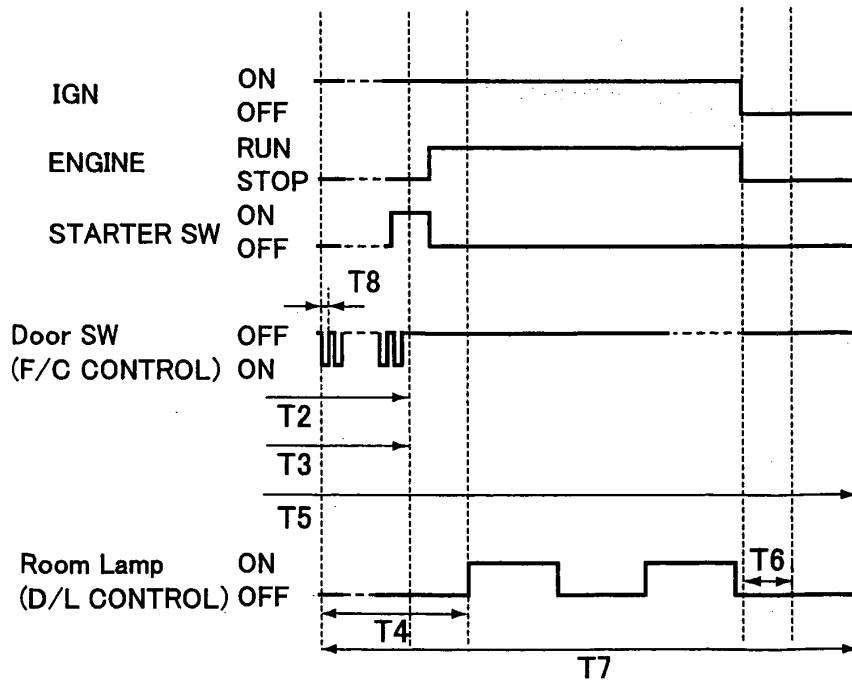 IGN ON
OFF
ENGINE RUN
STOP
STARTER SW ON
OFF
T8
Door SW OFF
(F/C CONTROL) ON
T2
T3
T5
Room Lamp ON T6
(D/L CONTROL) OFF
T4
T7